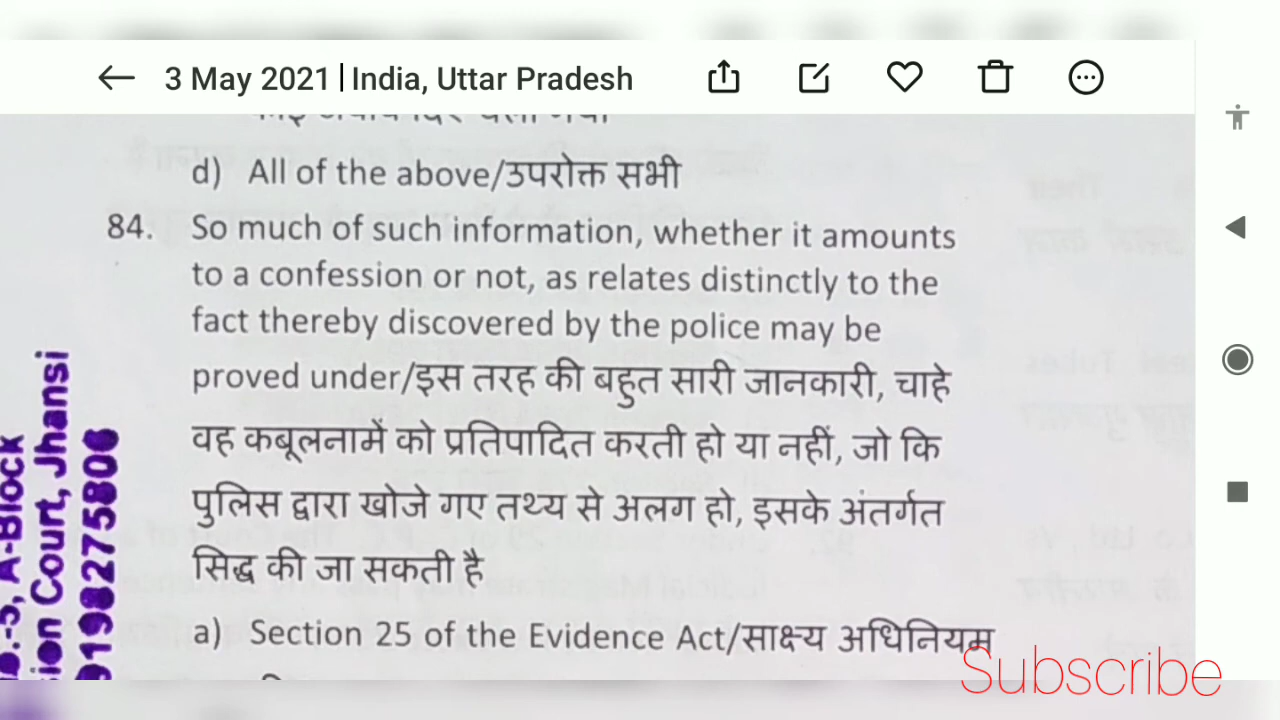 3 May 2021 | India, Uttar Pradesh
d) All of the above/उपरोक्त सभी
84. So much of such information, whether it amounts
to a confession or not, as relates distinctly to the
fact thereby discovered by the police may be
proved under/इस तरह की बहुत सारी जानकारी, चाहे
वह कबूलनामें को प्रतिपादित करती हो या नहीं, जो कि
पुलिस द्वारा खोजे गए तथ्य से अलग हो, इसके अंतर्गत
सिद्ध की जा सकती है
a) Section 25 of the Evidence Act/साक्ष्य अधिनियम
A-Block
ion Court, Jhansi
Subscribe